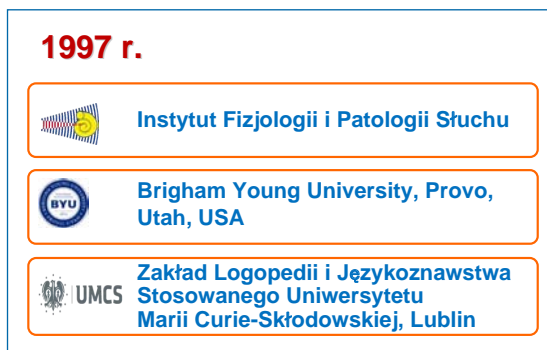 1997 r.
Instytut Fizjologii i Patologii Słuchu
BYU
Brigham Young University, Provo,
Utah, USA
UMCS
Zakład Logopedii i Językoznawstwa
Stosowanego Uniwersytetu
Marii Curie-Skłodowskiej, Lublin